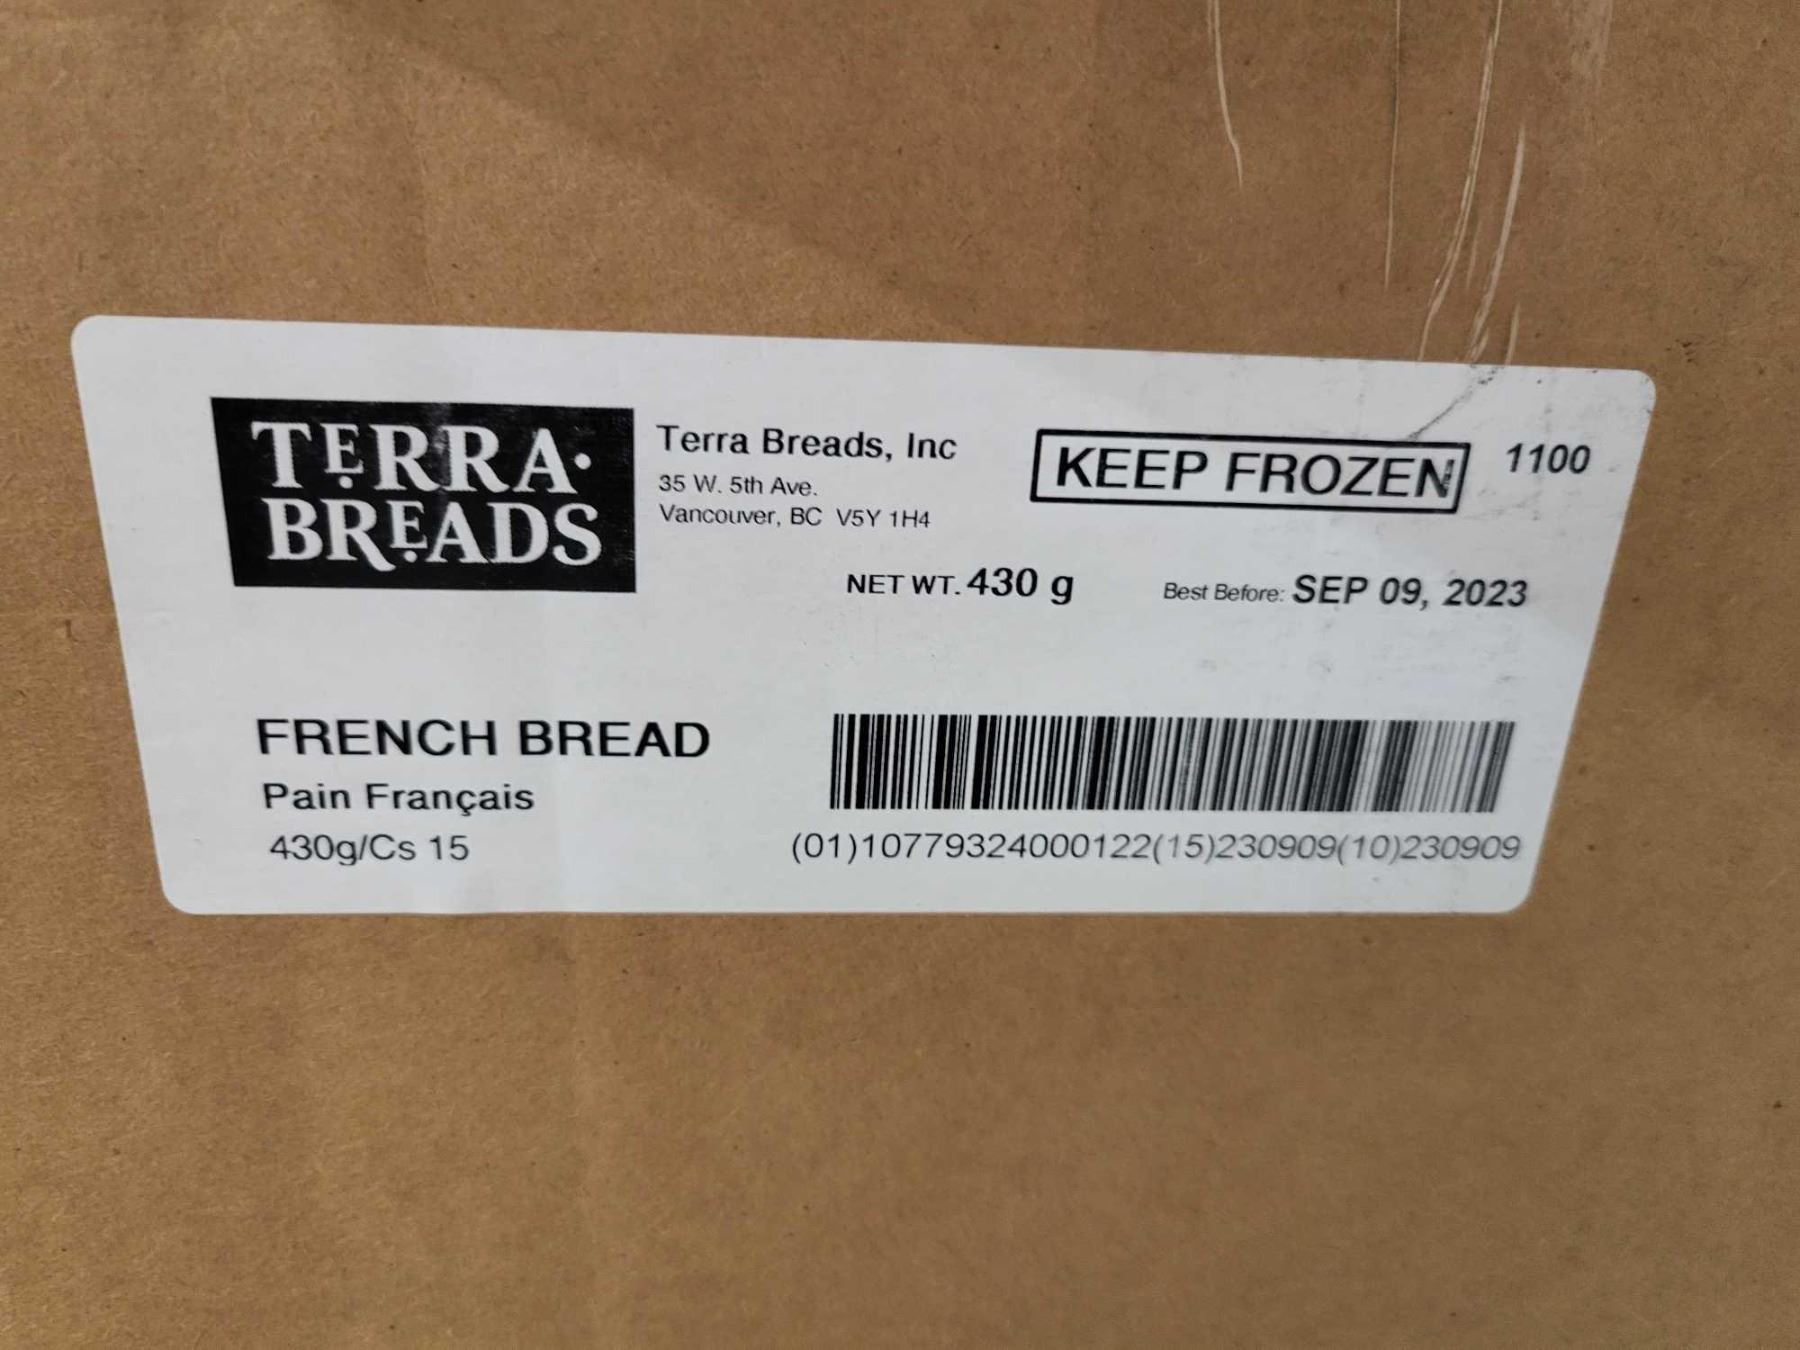 TERRA
BREADS
Terra Breads, Inc
35 W. 5th Ave.
Vancouver, BC V5Y 1H4
KEEP FROZEN
1100
NET WT. 430 g
Best Before: SEP 09, 2023
FRENCH BREAD
Pain Français
430g/Cs 15
(01)10779324000122(15)230909(10)230909